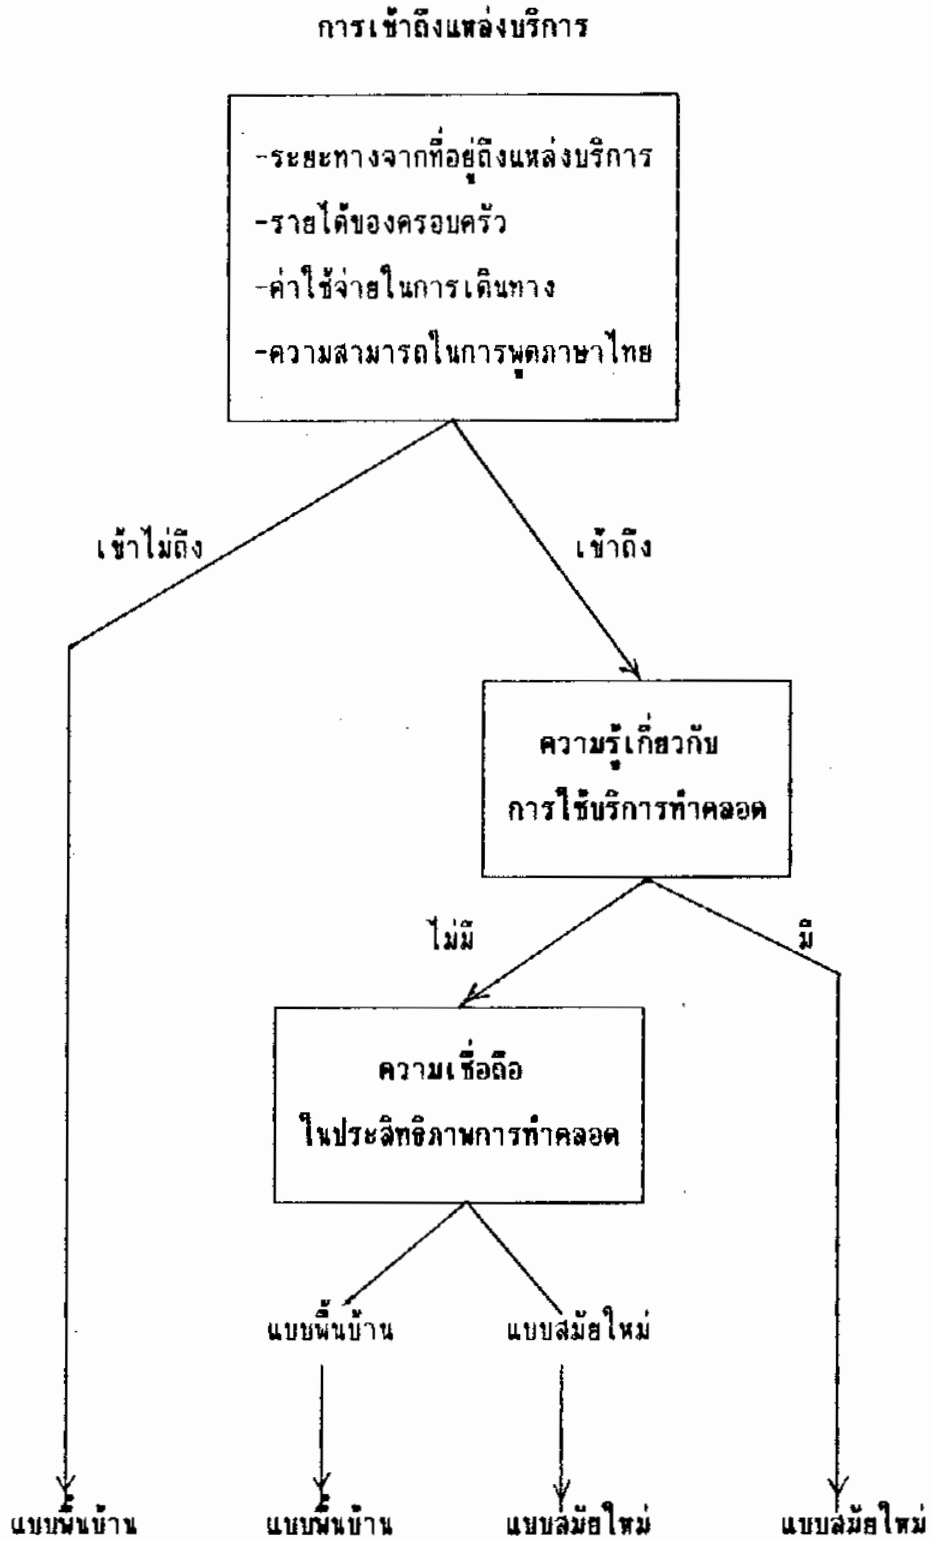 การเข้าถึงแหล่งบริการ
-ระยะทางจากที่อยู่ถึงแหล่งบริการ
-รายได้ของครอบครัว
-ค่าใช้จ่ายในการเดินทาง
-ความสามารถในการพูดภาษาไทย
เข้าไม่ถึง
เข้าถึง
ความรู้เกี่ยวกับ
การใช้บริการทำคลอด
ไม่มี
มี
ความเชื่อถือ
ในประสิทธิภาพการทำคลอด
แบบพื้นบ้าน
แบบสมัยใหม่
แบบพื้นบ้าน
แบบพื้นบ้าน
แบบสมัยใหม่
แบบสมัยใหม่